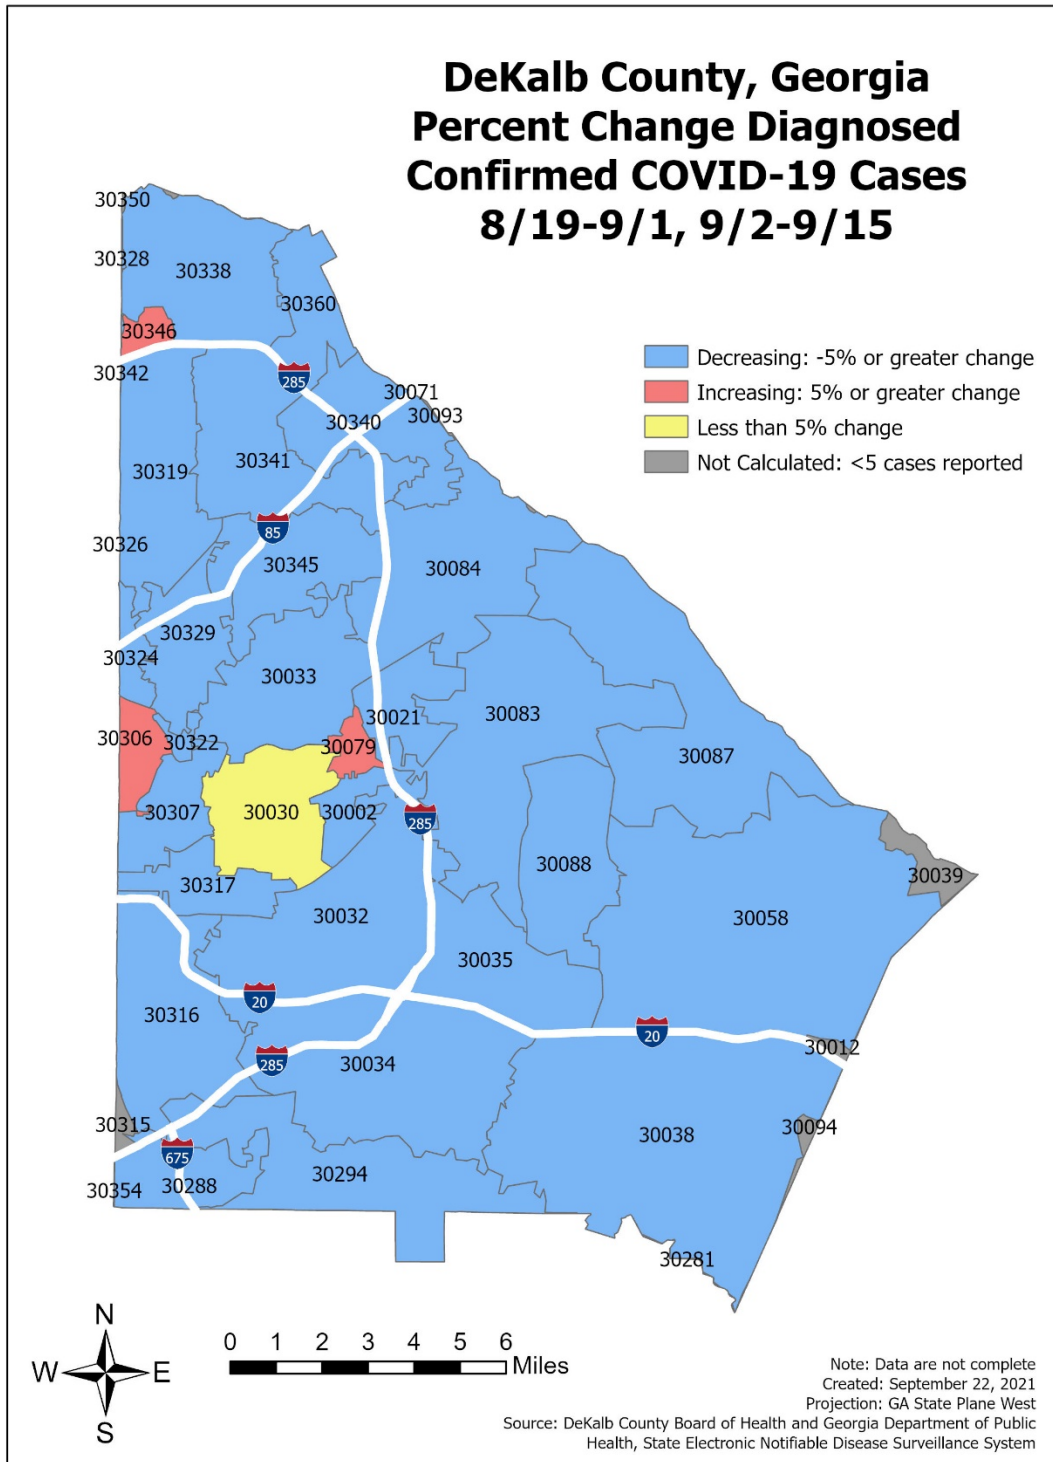 DeKalb County, Georgia
Percent Change Diagnosed
Confirmed COVID-19 Cases
8/19-9/1, 9/2-9/15
Decreasing: -5% or greater change
Increasing: 5% or greater change
Less than 5% change
Not Calculated: <5 cases reported
30350
30328
30338
30360
30346
30342
285
30071
30340
30093
30341
30319
85
30326
30345
30084
30329
30324
30033
30021
30083
30306
30322
30079
30087
30307
30030
30002
285
30088
30039
30317
30032
30058
30035
20
30316
20
30012
285
30034
30315
30094
30038
675
30354
30288
30294
30281
N
W
E
S
0 1 2 3 4 5 6
Miles
Note: Data are not complete
Created: September 22, 2021
Projection: GA State Plane West
Source: DeKalb County Board of Health and Georgia Department of Public
Health, State Electronic Notifiable Disease Surveillance System